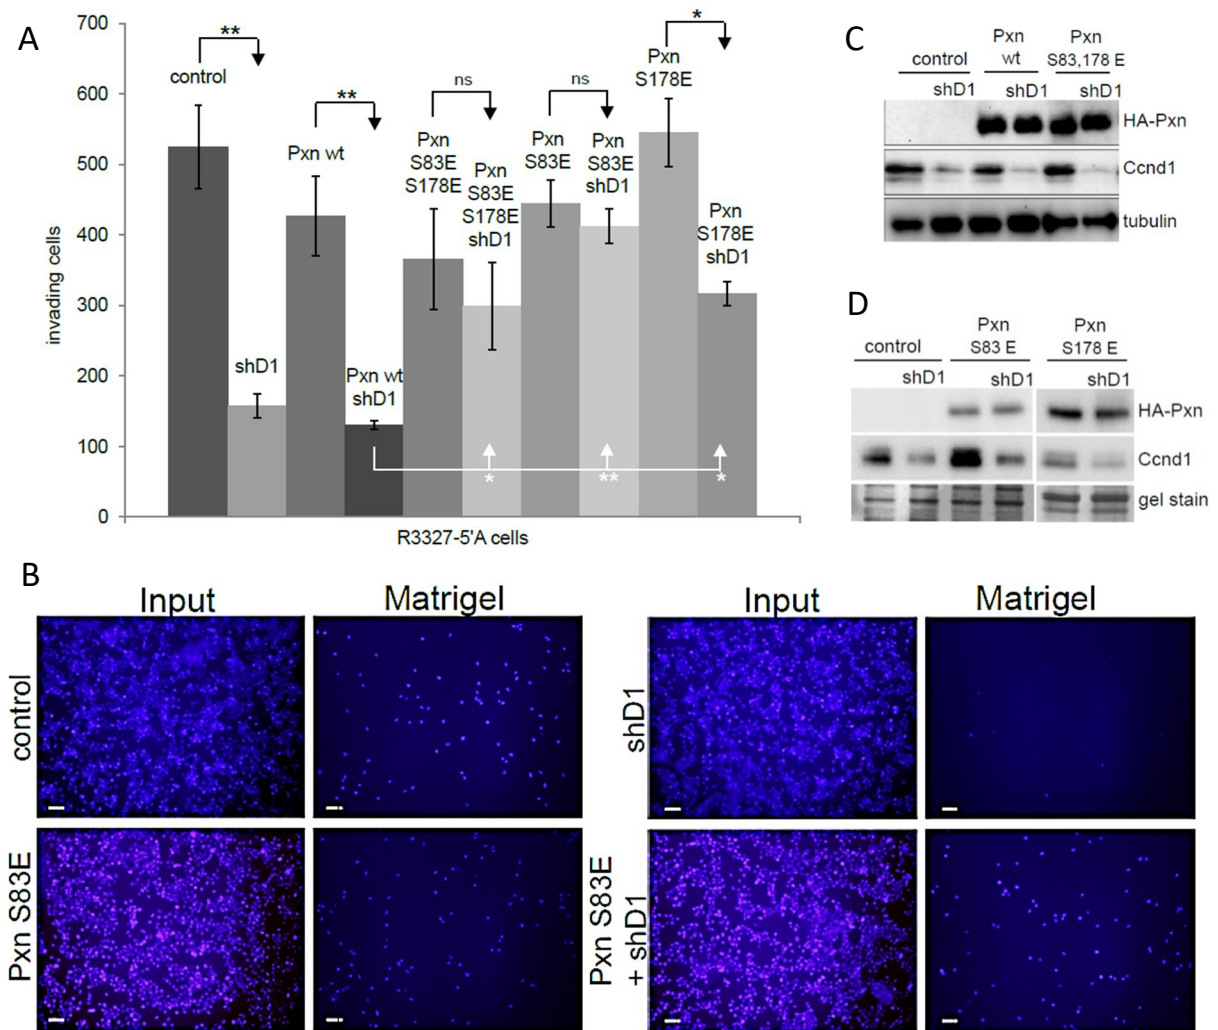 A
700
600
500
400
300
200
100
0
invading cells
**
control
shD1
**
Pxn wt
Pxn wt
shD1
ns
Pxn
S83E
S178E
Pxn
S83E
S178E
shD1
ns
Pxn
S83E
Pxn
S83E
shD1
*
Pxn
S178E
Pxn
S178E
shD1
* ** *
R3327-5'A cells
C
control
Pxn
wt
Pxn
S83,178 E
shD1 shD1 shD1
HA-Pxn
Ccnd1
tubulin
D
control
Pxn
S83 E
Pxn
S178 E
shD1 shD1 shD1
HA-Pxn
Ccnd1
gel stain
B
Input Matrigel Input Matrigel
control
shD1
Pxn S83E
Pxn S83E
+ shD1